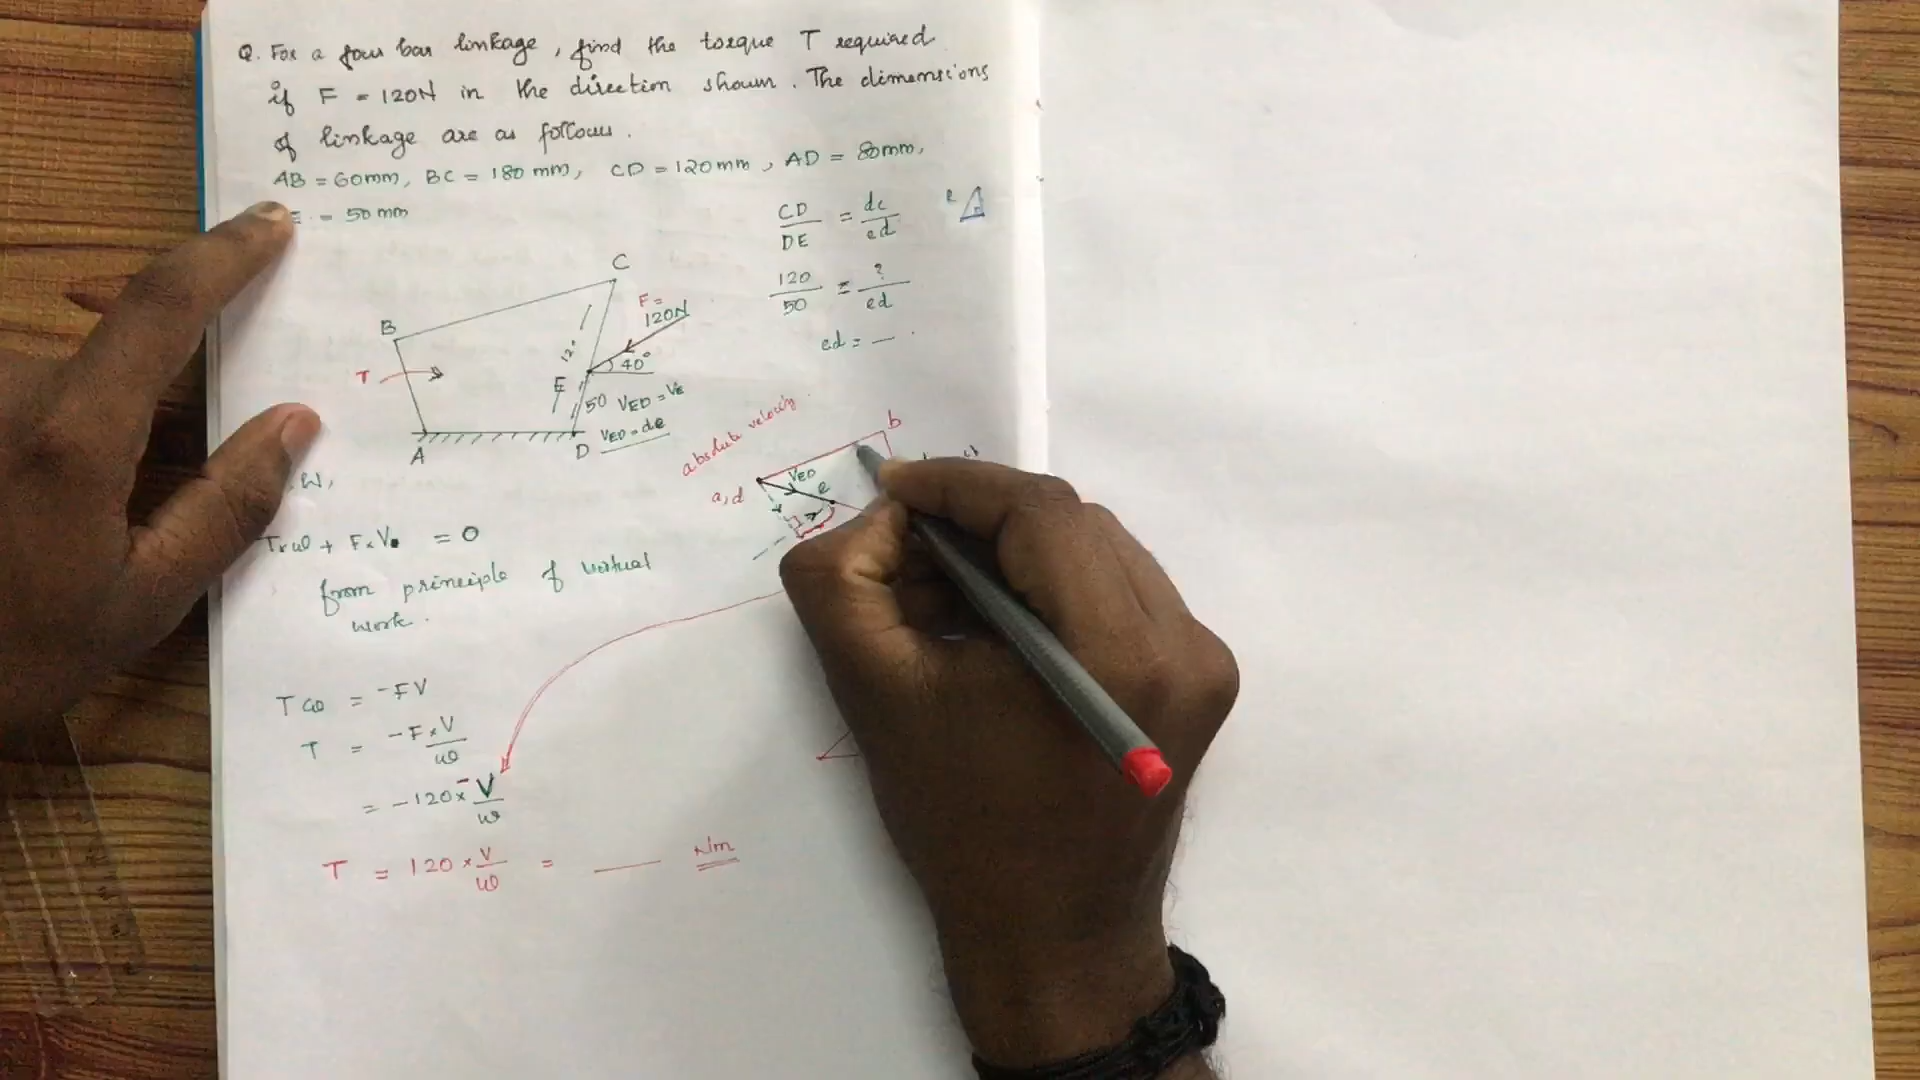 Q. For a four bar linkage, find the torque T required
if F = 120N in the direction shown. The dimensions
of linkage are as follows.
AB = 60mm, BC = 180 mm, CD = 120mm, AD = 80mm,
= 50 mm
CD/DE = dc/ed
120/50 = ?/ed
ed = —
C
B
F = 120N
40°
T
E
50
VED = VE
VED = de
A
D
absolute velocity
b
a,d
VED
e
W,
Txω + F×V = 0
from principle of virtual
work.
Tω = -FV
T = -F×V/ω
= -120× V/ω
T = 120 × V/ω = ___ Nm